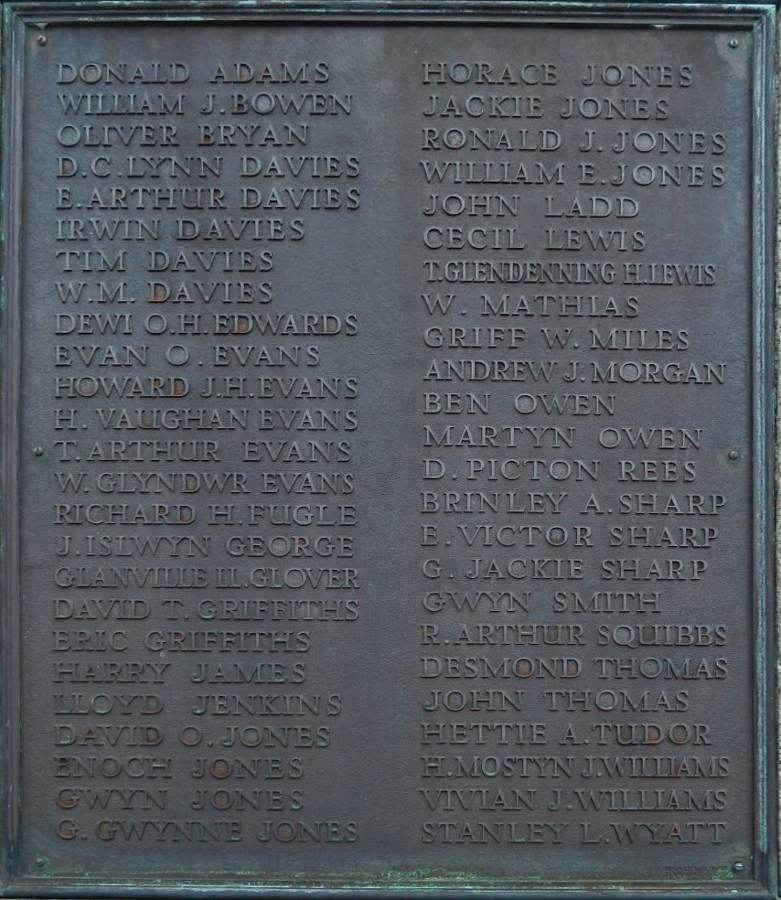 DONALD ADAMS
WILLIAM J. BOWEN
OLIVER BRYAN
D.C. LYNN DAVIES
E. ARTHUR DAVIES
IRWIN DAVIES
TIM DAVIES
W.M. DAVIES
DEWI O.H. EDWARDS
EVAN O. EVANS
HOWARD J.H. EVANS
H. VAUGHAN EVANS
T. ARTHUR EVANS
W. GLYNDWR EVANS
RICHARD H. FUGLE
J. ISLWYN GEORGE
GLANVILLE H. GLOVER
DAVID T. GRIFFITHS
ERIC GRIFFITHS
HARRY JAMES
LLOYD JENKINS
DAVID O. JONES
ENOCH JONES
GWYN JONES
G. GWYNNE JONES
HORACE JONES
JACKIE JONES
RONALD J. JONES
WILLIAM E. JONES
JOHN LADD
CECIL LEWIS
T. GLENDENNING H. LEWIS
W. MATHIAS
GRIFF W. MILES
ANDREW J. MORGAN
BEN OWEN
MARTYN OWEN
D. PICTON REES
BRINLEY A. SHARP
E. VICTOR SHARP
G. JACKIE SHARP
GWYN SMITH
R. ARTHUR SQUIBBS
DESMOND THOMAS
JOHN THOMAS
HETTIE A. TUDOR
H. MOSTYN J. WILLIAMS
VIVIAN J. WILLIAMS
STANLEY L. WYATT